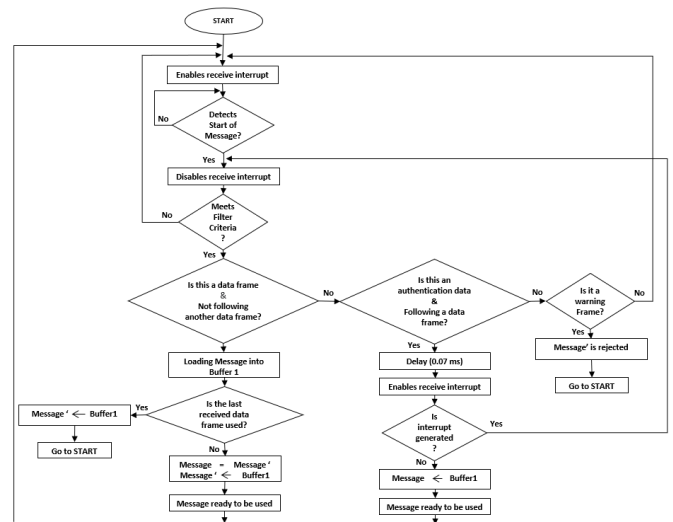 START
Enables receive interrupt
Detects
Start of
Message?
No
Yes
Disables receive interrupt
Meets
Filter
Criteria
?
No
Yes
Is this a data frame
&
Not following
another data frame?
No
Is this an
authentication data
&
Following a data
frame?
No
Is it a
warning
Frame?
No
Yes
Message' is rejected
Go to START
Yes
Delay (0.07 ms)
Enables receive interrupt
Is
interrupt
generated
?
Yes
No
Message ← Buffer1
Message ready to be used
Loading Message into
Buffer 1
Is the last
received data
frame used?
Yes
Message ' ← Buffer1
Go to START
No
Message = Message '
Message ' ← Buffer1
Message ready to be used